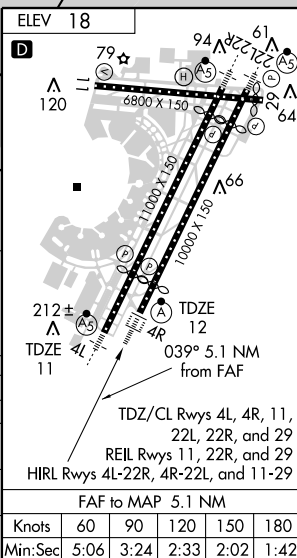 ELEV 18
D
79
94
61
A5
A5
H
V
P
22R
22L
11
29
120
6800 X 150
64
P
P
66
11000 X 150
10000 X 150
P
P
212 ±
A5
A
TDZE
12
TDZE
11
4L
4R
039° 5.1 NM
from FAF
TDZ/CL Rwys 4L, 4R, 11,
22L, 22R, and 29
REIL Rwys 11, 22R, and 29
HIRL Rwys 4L-22R, 4R-22L, and 11-29
FAF to MAP 5.1 NM
Knots 60 90 120 150 180
Min:Sec 5:06 3:24 2:33 2:02 1:42